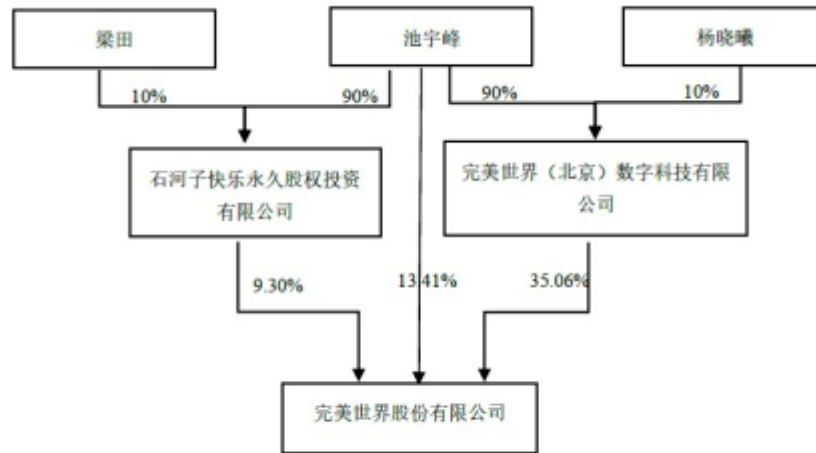 梁田
池宇峰
杨晓曦
10%
90%
90%
10%
石河子快乐永久股权投资
有限公司
完美世界（北京）数字科技有限
公司
9.30%
13.41%
35.06%
完美世界股份有限公司